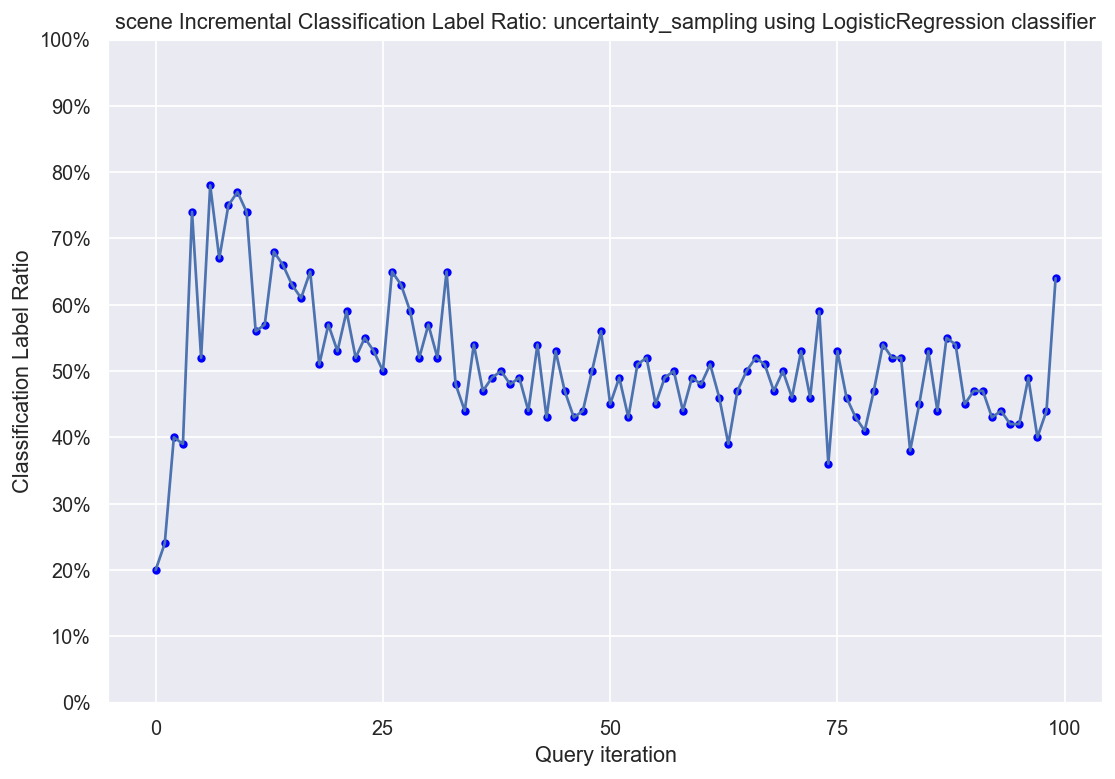 scene Incremental Classification Label Ratio: uncertainty_sampling using LogisticRegression classifier
100%
90%
80%
70%
60%
50%
40%
30%
20%
10%
0%
Classification Label Ratio
0 25 50 75 100
Query iteration